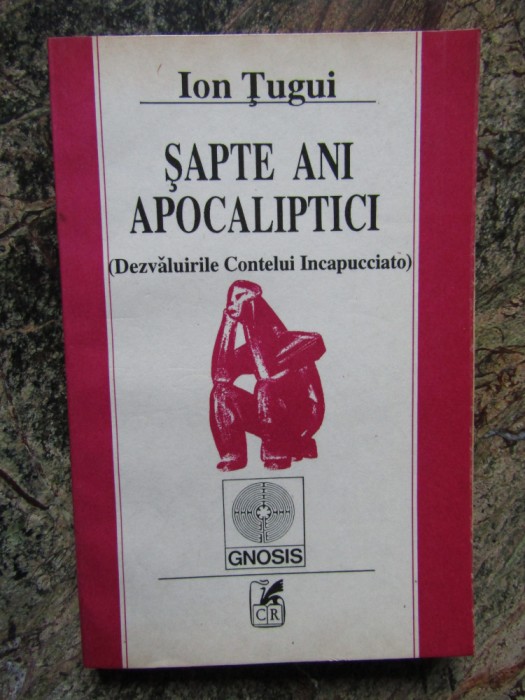 Ion Ţugui
ŞAPTE ANI
APOCALIPTICI
(Dezvăluirile Contelui Incapucciato)
GNOSIS
CR